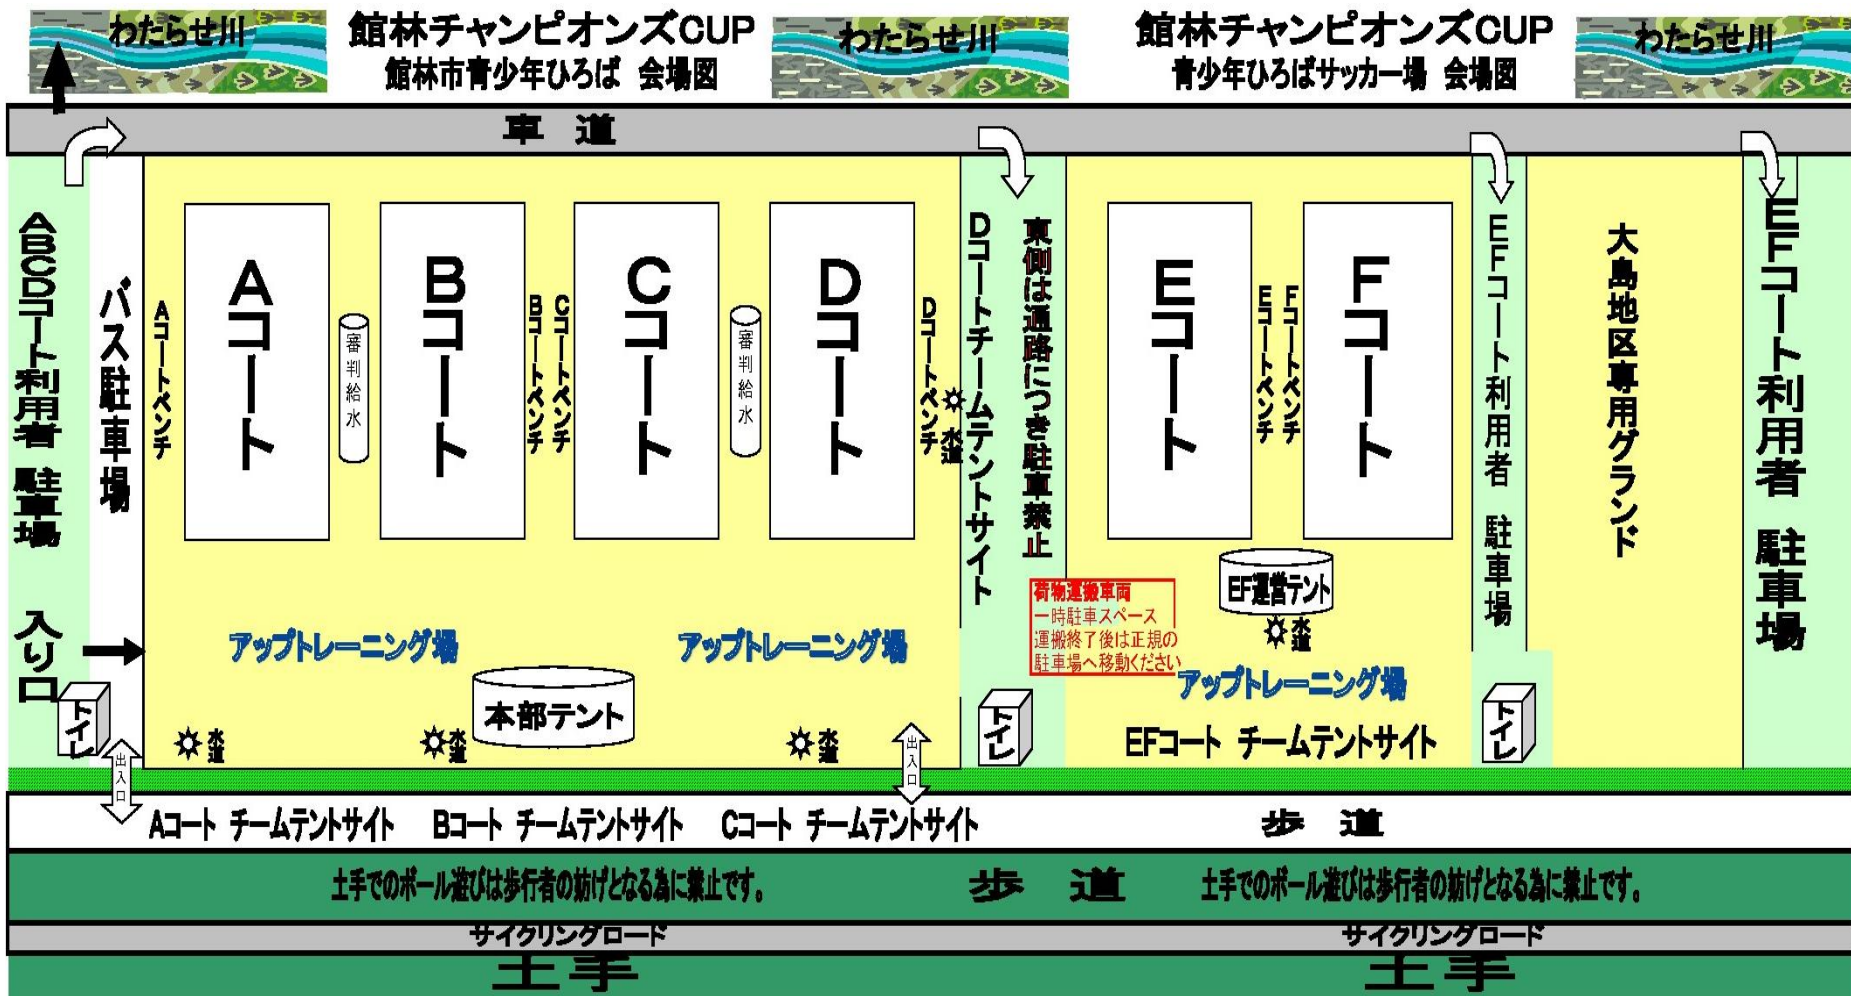 わたらせ川
館林チャンピオンズCUP
館林市青少年ひろば 会場図
わたらせ川
館林チャンピオンズCUP
青少年ひろばサッカー場 会場図
わたらせ川
車 道
ABCDコート利用者 駐車場
入り口
バス駐車場
Aコートベンチ
Aコート
審判給水
Bコート
Bコートベンチ
Cコートベンチ
Cコート
審判給水
Dコート
Dコートベンチ
水道
Dコートチームテントサイト
東側は通路につき駐車禁止
Eコート
Eコートベンチ
Fコートベンチ
Fコート
EFコート利用者 駐車場
大島地区専用グランド
EFコート利用者 駐車場
荷物運搬車両
一時駐車スペース
運搬終了後は正規の
駐車場へ移動ください
EF運営テント
水道
アップトレーニング場
アップトレーニング場
アップトレーニング場
本部テント
トイレ
水道
水道
水道
トイレ
EFコート チームテントサイト
トイレ
出入口
出入口
Aコート チームテントサイト
Bコート チームテントサイト
Cコート チームテントサイト
歩 道
土手でのボール遊びは歩行者の妨げとなる為に禁止です。
歩 道
土手でのボール遊びは歩行者の妨げとなる為に禁止です。
サイクリングロード
サイクリングロード
土手
土手